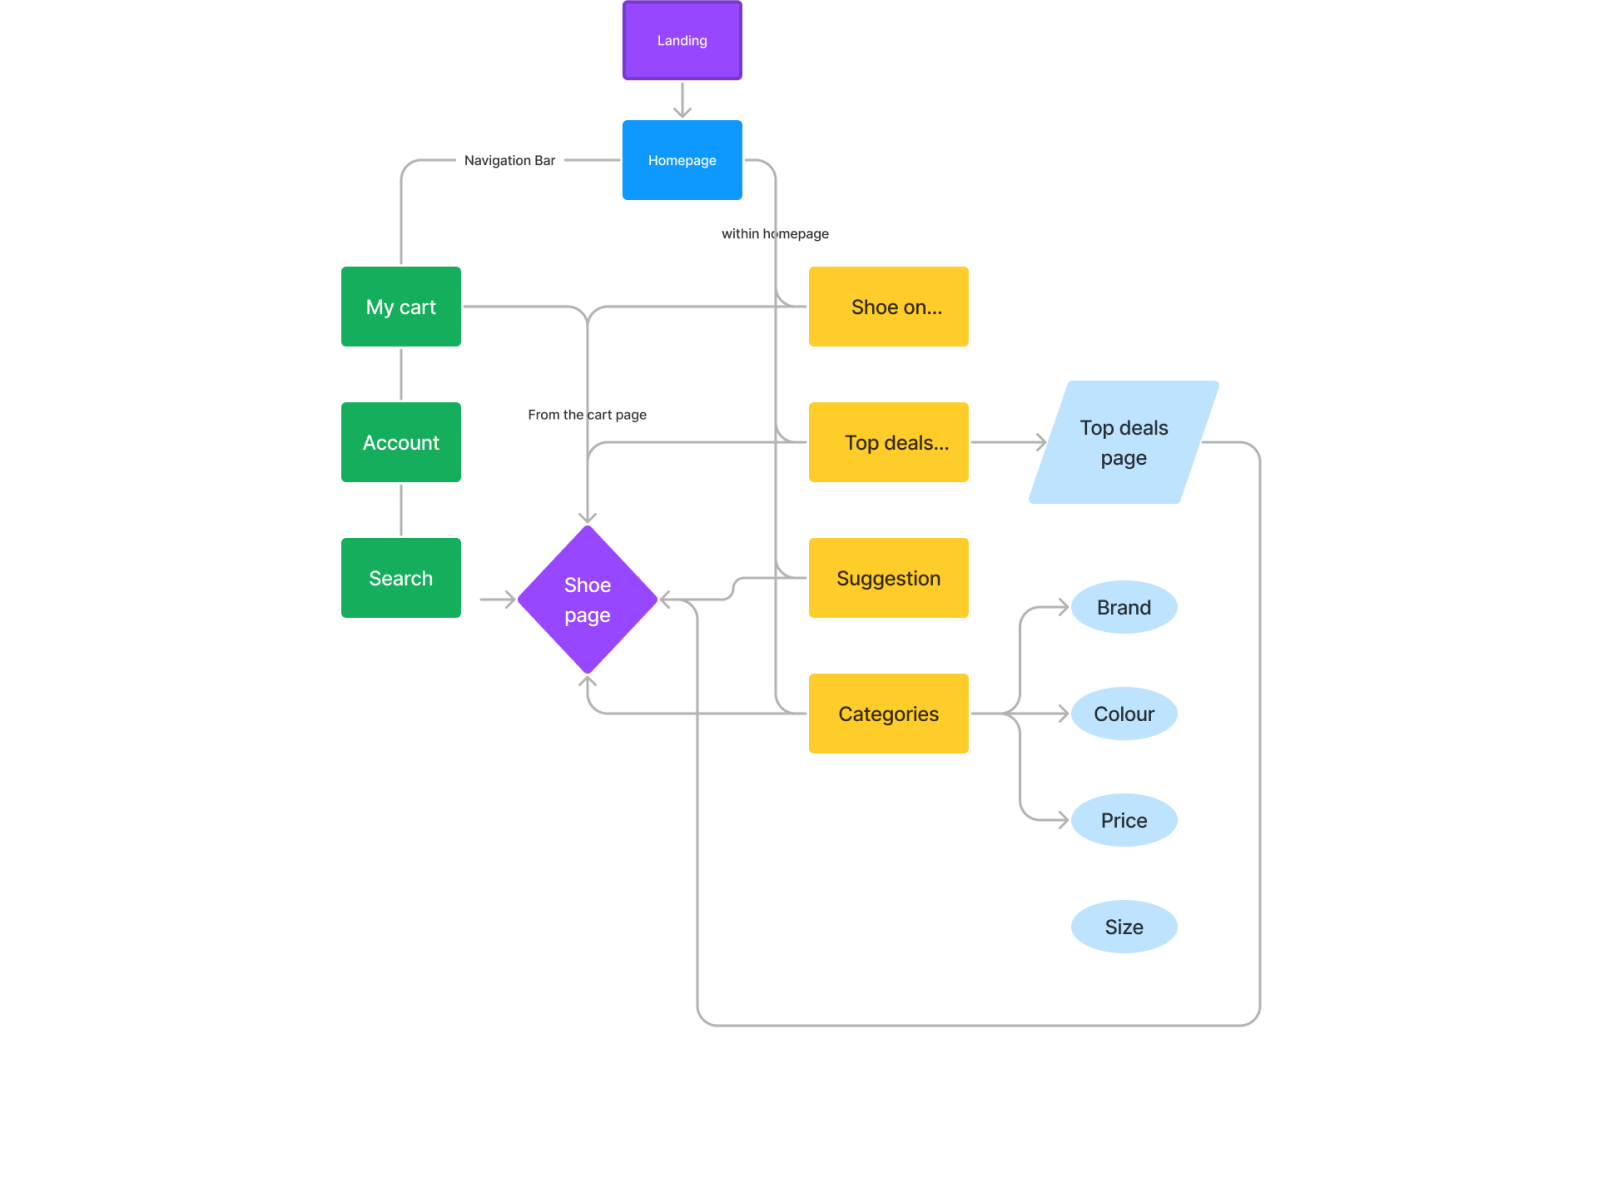 Landing
Navigation Bar
Homepage
within homepage
My cart
Shoe on...
From the cart page
Account
Top deals...
Top deals
page
Search
Shoe
page
Suggestion
Brand
Categories
Colour
Price
Size